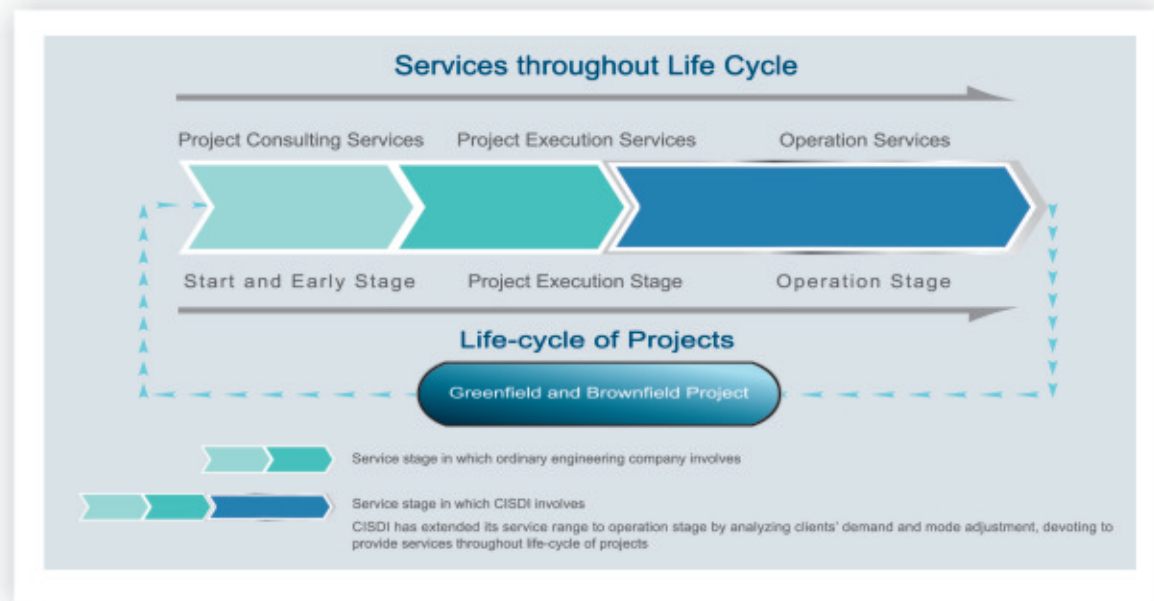 Services throughout Life Cycle
Project Consulting Services
Project Execution Services
Operation Services
Start and Early Stage
Project Execution Stage
Operation Stage
Life-cycle of Projects
Greenfield and Brownfield Project
Service stage in which ordinary engineering company involves
Service stage in which CISDI involves
CISDI has extended its service range to operation stage by analyzing clients' demand and mode adjustment, devoting to
provide services throughout life-cycle of projects